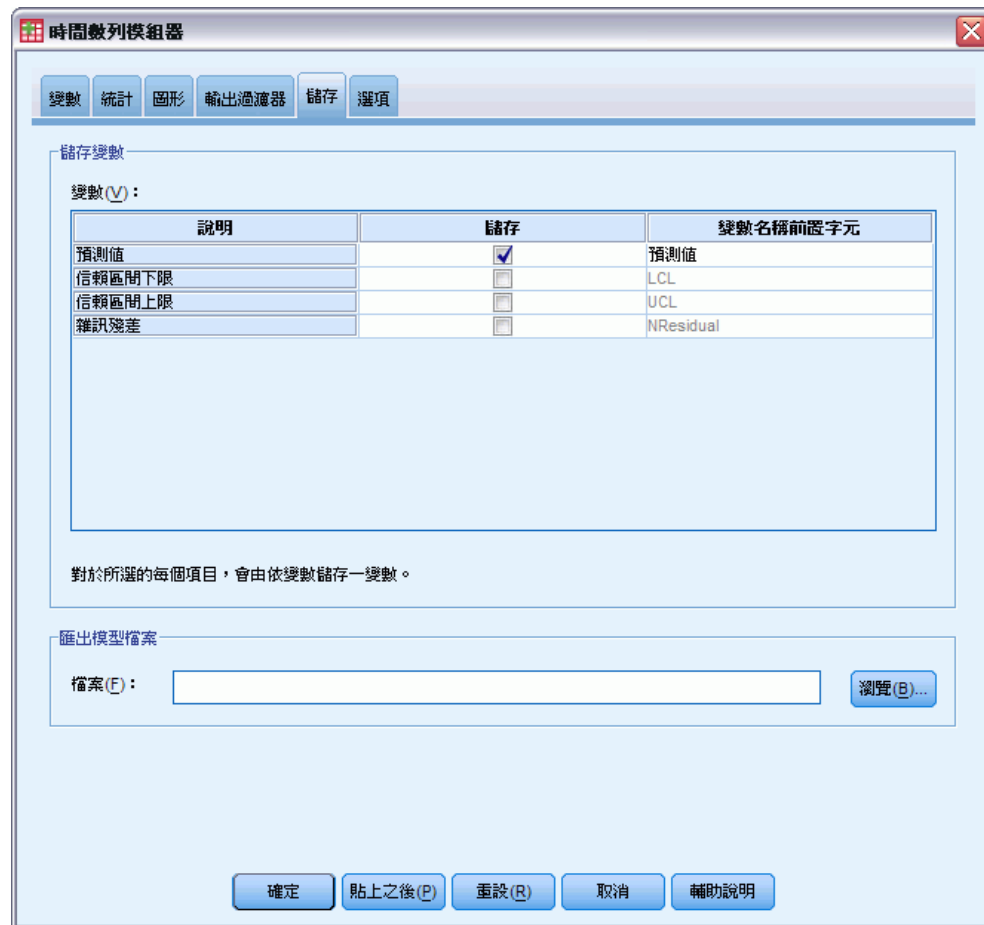 時間數列模組器
變數 統計 圖形 輸出過濾器 儲存 選項
儲存變數
變數(V)：
說明 儲存 變數名稱前置字元
預測值 預測值
信賴區間下限 LCL
信賴區間上限 UCL
雜訊殘差 NResidual
對於所選的每個項目，會由依變數儲存一變數。
匯出模型檔案
檔案(F)： 瀏覽(B)...
確定 貼上之後(P) 重設(R) 取消 輔助說明